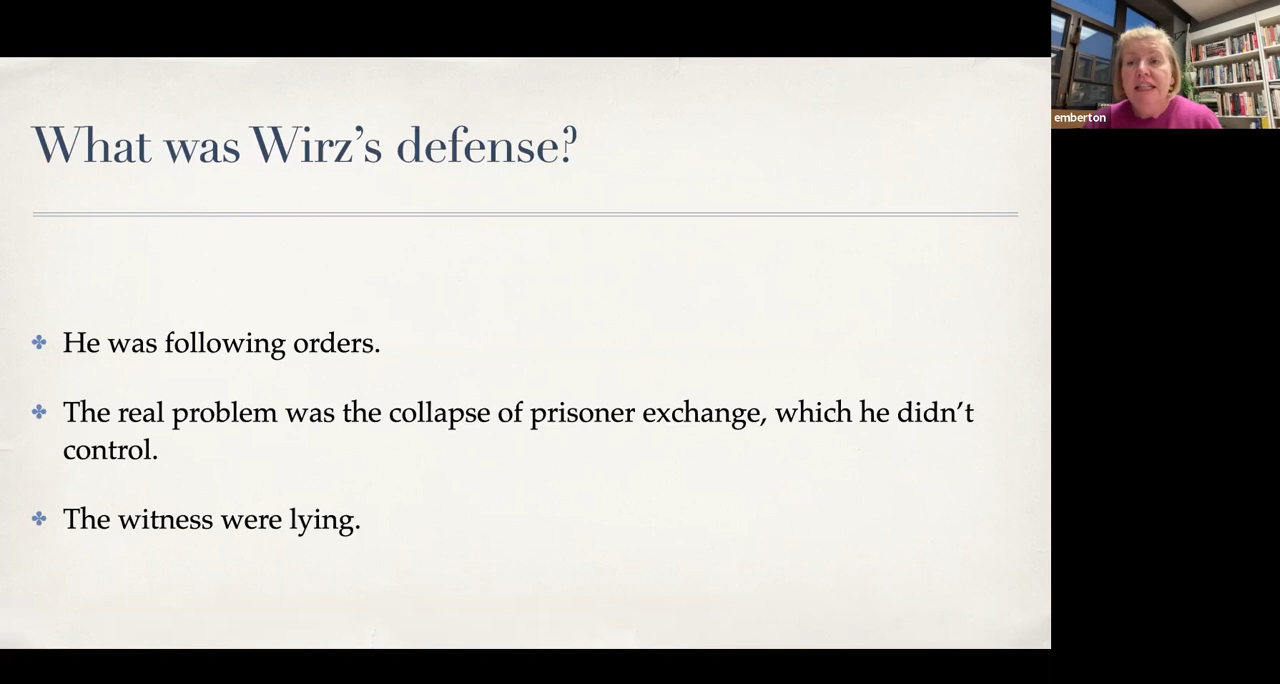 What was Wirz's defense?
emberton
He was following orders.
The real problem was the collapse of prisoner exchange, which he didn't
control.
The witness were lying.